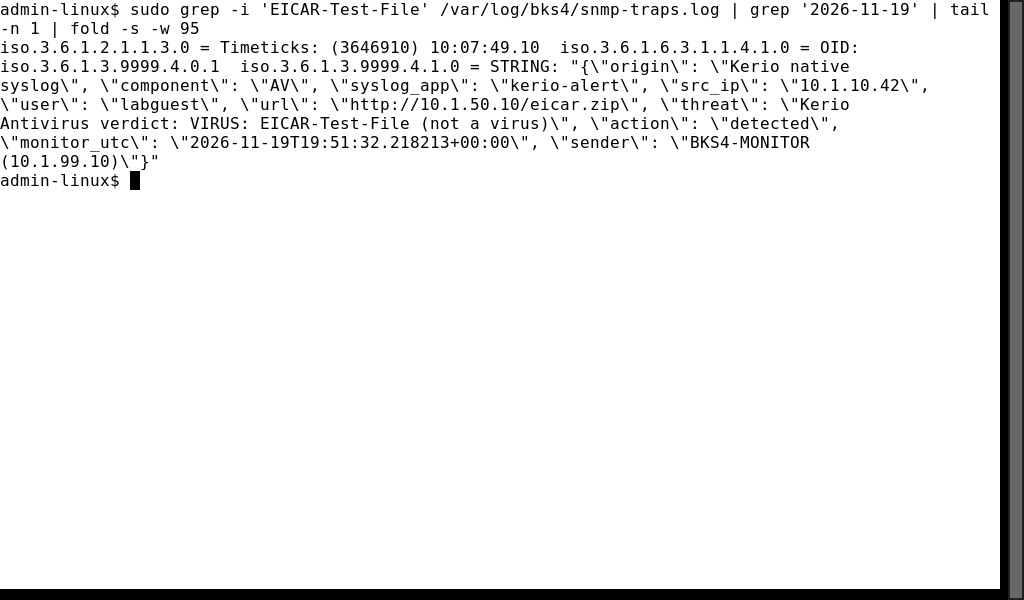 admin-linux$ sudo grep -i 'EICAR-Test-File' /var/log/bks4/snmp-traps.log | grep '2026-11-19' | tail
-n 1 | fold -s -w 95
iso.3.6.1.2.1.1.3.0 = Timeticks: (3646910) 10:07:49.10  iso.3.6.1.6.3.1.1.4.1.0 = OID:
iso.3.6.1.3.9999.4.0.1  iso.3.6.1.3.9999.4.1.0 = STRING: "{\"origin\": \"Kerio native
syslog\", \"component\": \"AV\", \"syslog_app\": \"kerio-alert\", \"src_ip\": \"10.1.10.42\",
\"user\": \"labguest\", \"url\": \"http://10.1.50.10/eicar.zip\", \"threat\": \"Kerio
Antivirus verdict: VIRUS: EICAR-Test-File (not a virus)\", \"action\": \"detected\",
\"monitor_utc\": \"2026-11-19T19:51:32.218213+00:00\", \"sender\": \"BKS4-MONITOR
(10.1.99.10)\"}"
admin-linux$